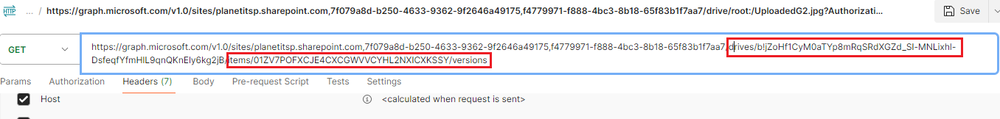 HTTP ... / https://graph.microsoft.com/v1.0/sites/planetitsp.sharepoint.com,7f079a8d-b250-4633-9362-9f2646a49175,f4779971-f888-4bc3-8b18-65f83b1f7aa7/drive/root:/UploadedG2.jpg?Authorizati... Save
GET
https://graph.microsoft.com/v1.0/sites/planetitsp.sharepoint.com,7f079a8d-b250-4633-9362-9f2646a49175,f4779971-f888-4bc3-8b18-65f83b1f7aa7/drives/b!jZoHf1CyM0aTYp8mRqSRdXGZd_SI-MNLixhl-
DsfeqfYfmHlL9qnQKnEly6kg2jB/items/01ZV7POFXCJE4CXCGWVVCYHL2NXICXKSSY/versions
Params Authorization Headers (7) Body Pre-request Script Tests Settings
Host <calculated when request is sent>